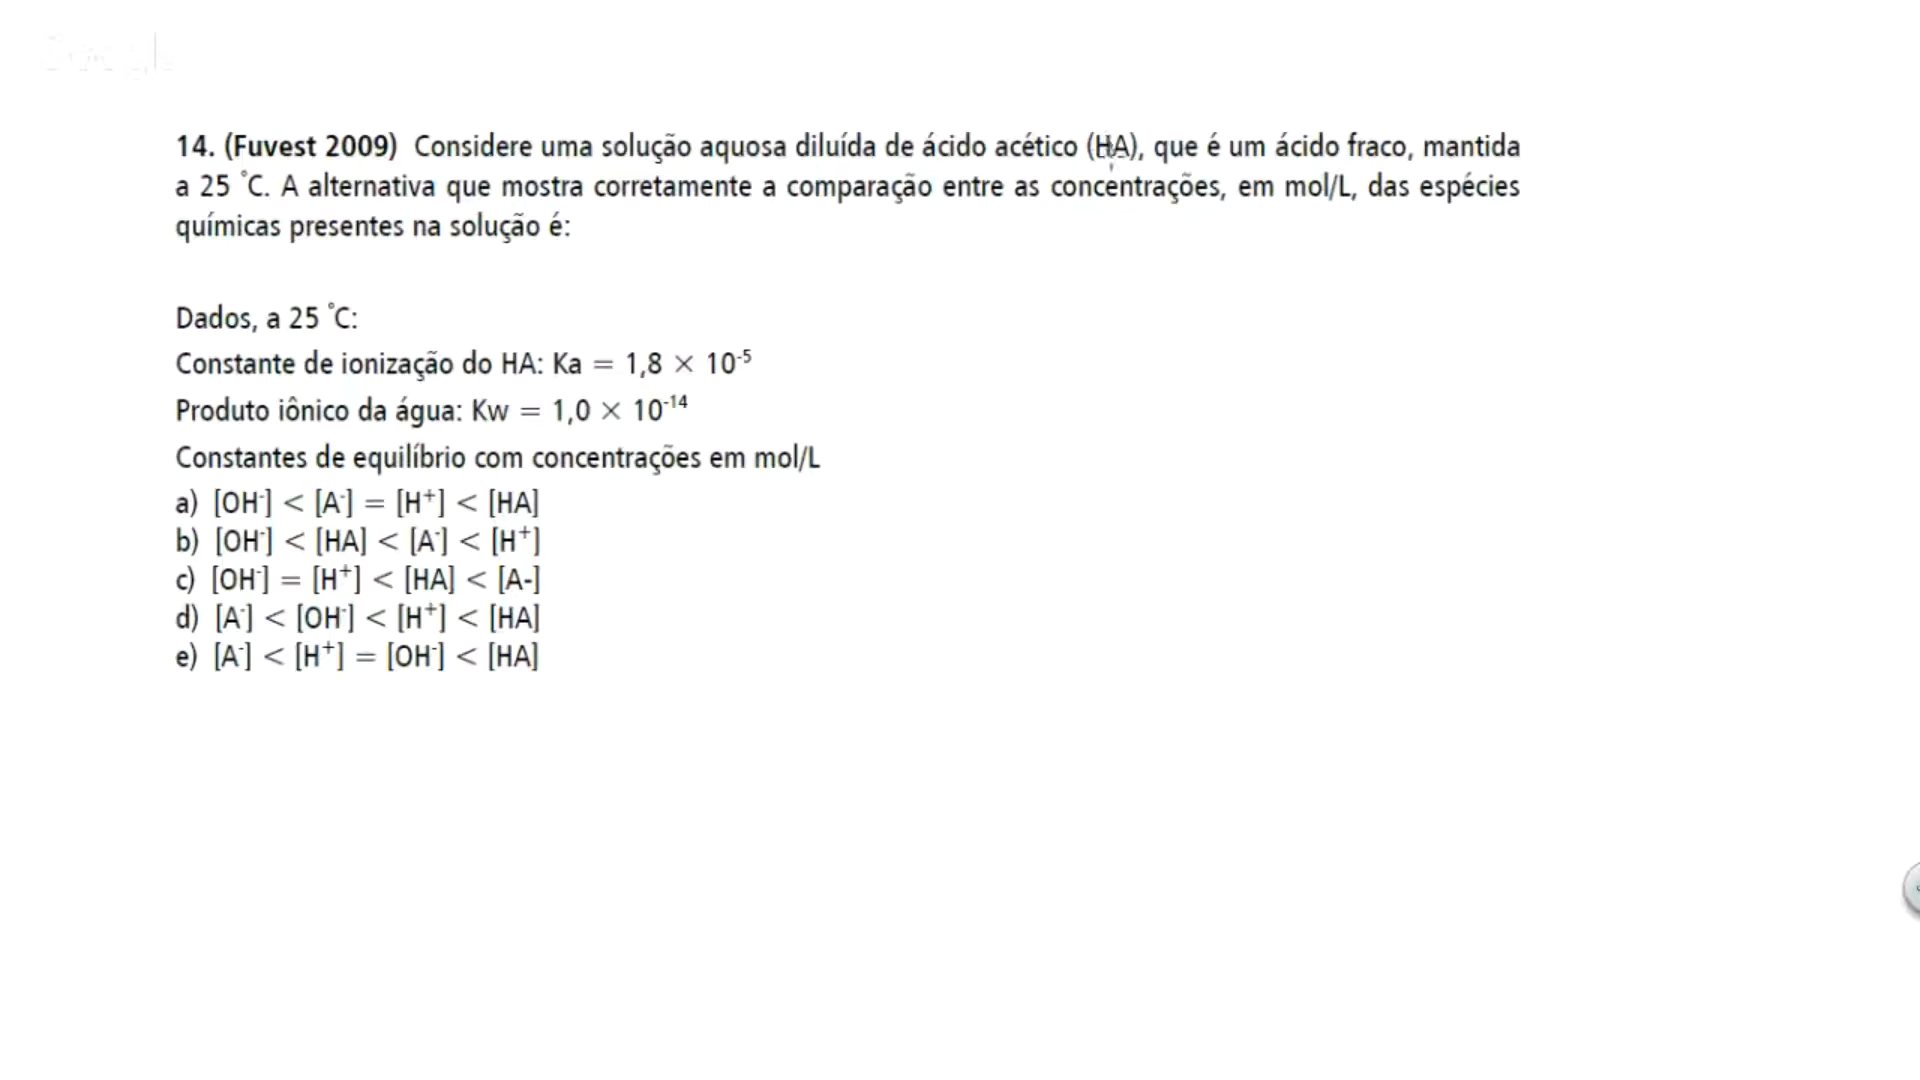 14. (Fuvest 2009) Considere uma solução aquosa diluída de ácido acético (HA), que é um ácido fraco, mantida
a 25 °C. A alternativa que mostra corretamente a comparação entre as concentrações, em mol/L, das espécies
químicas presentes na solução é:
Dados, a 25 °C:
Constante de ionização do HA: Ka = 1,8 × 10⁻⁵
Produto iônico da água: Kw = 1,0 × 10⁻¹⁴
Constantes de equilíbrio com concentrações em mol/L
a) [OH⁻] < [A⁻] = [H⁺] < [HA]
b) [OH⁻] < [HA] < [A⁻] < [H⁺]
c) [OH⁻] = [H⁺] < [HA] < [A-]
d) [A⁻] < [OH⁻] < [H⁺] < [HA]
e) [A⁻] < [H⁺] = [OH⁻] < [HA]